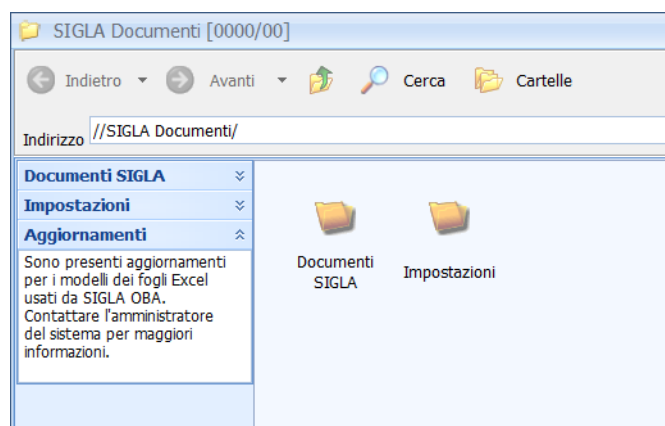 SIGLA Documenti [0000/00]
Indietro Avanti Cerca Cartelle
Indirizzo //SIGLA Documenti/
Documenti SIGLA
Impostazioni
Aggiornamenti
Sono presenti aggiornamenti
per i modelli dei fogli Excel
usati da SIGLA OBA.
Contattare l'amministratore
del sistema per maggiori
informazioni.
Documenti
SIGLA
Impostazioni